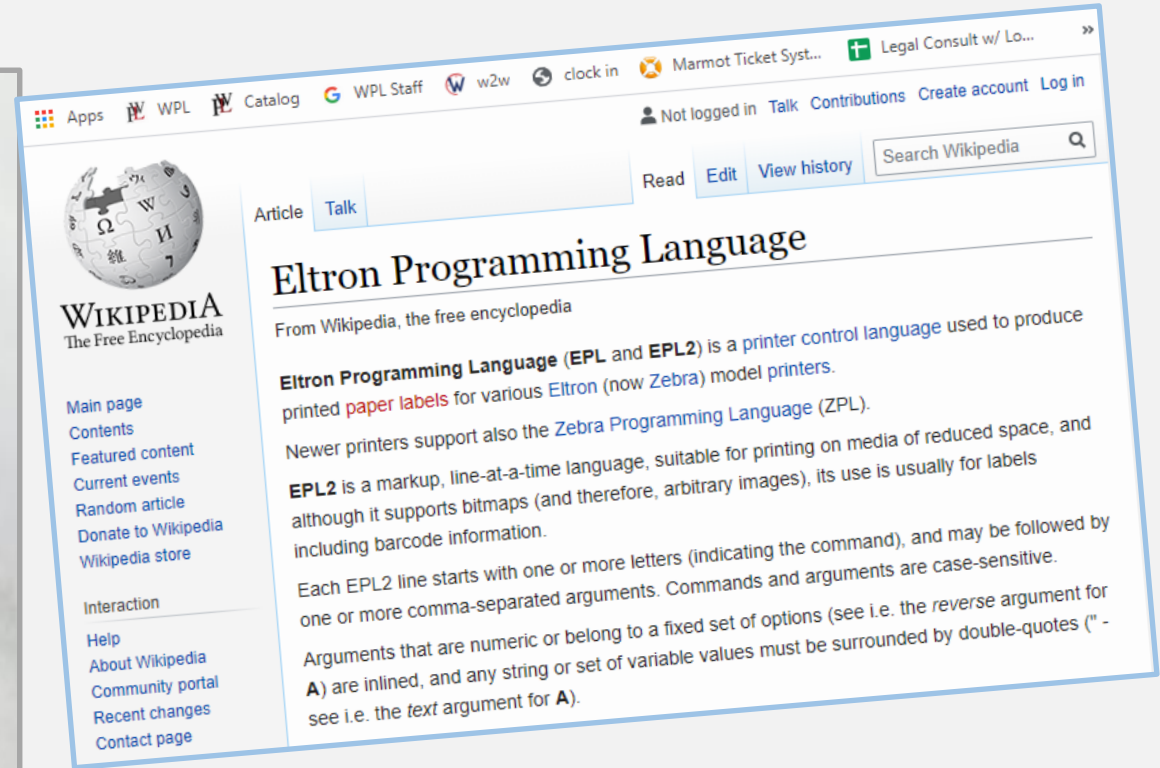 Apps WPL Catalog WPL Staff w2w clock in Marmot Ticket Syst... Legal Consult w/ Lo... »
Not logged in Talk Contributions Create account Log in
Article Talk Read Edit View history Search Wikipedia
WIKIPEDIA
The Free Encyclopedia
Main page
Contents
Featured content
Current events
Random article
Donate to Wikipedia
Wikipedia store
Interaction
Help
About Wikipedia
Community portal
Recent changes
Contact page
Eltron Programming Language
From Wikipedia, the free encyclopedia
Eltron Programming Language (EPL and EPL2) is a printer control language used to produce
printed paper labels for various Eltron (now Zebra) model printers.
Newer printers support also the Zebra Programming Language (ZPL).
EPL2 is a markup, line-at-a-time language, suitable for printing on media of reduced space, and
although it supports bitmaps (and therefore, arbitrary images), its use is usually for labels
including barcode information.
Each EPL2 line starts with one or more letters (indicating the command), and may be followed by
one or more comma-separated arguments. Commands and arguments are case-sensitive.
Arguments that are numeric or belong to a fixed set of options (see i.e. the reverse argument for
A) are inlined, and any string or set of variable values must be surrounded by double-quotes (" -
see i.e. the text argument for A).